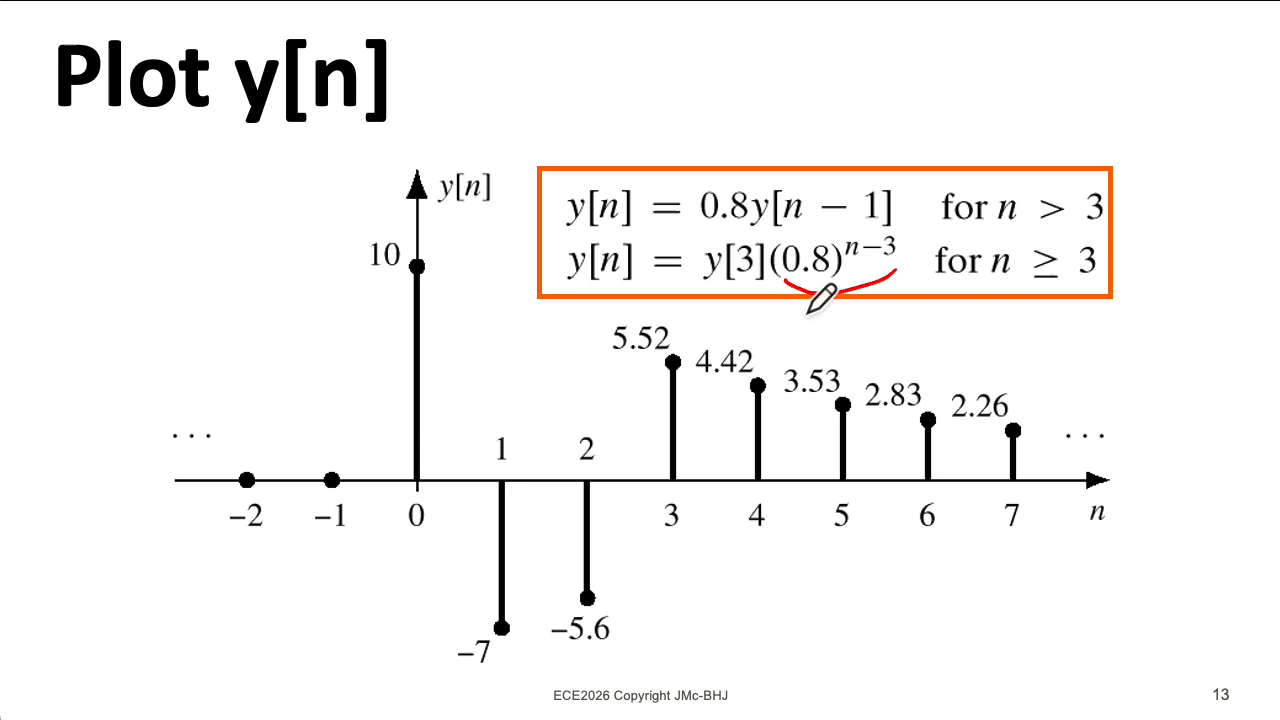 Plot y[n]
y[n]
y[n] = 0.8y[n − 1] for n > 3
y[n] = y[3](0.8)ⁿ⁻³ for n ≥ 3
10
5.52
4.42
3.53
2.83
2.26
· · ·
· · ·
1
2
−2
−1
0
3
4
5
6
7
n
−7
−5.6
ECE2026 Copyright JMc-BHJ
13